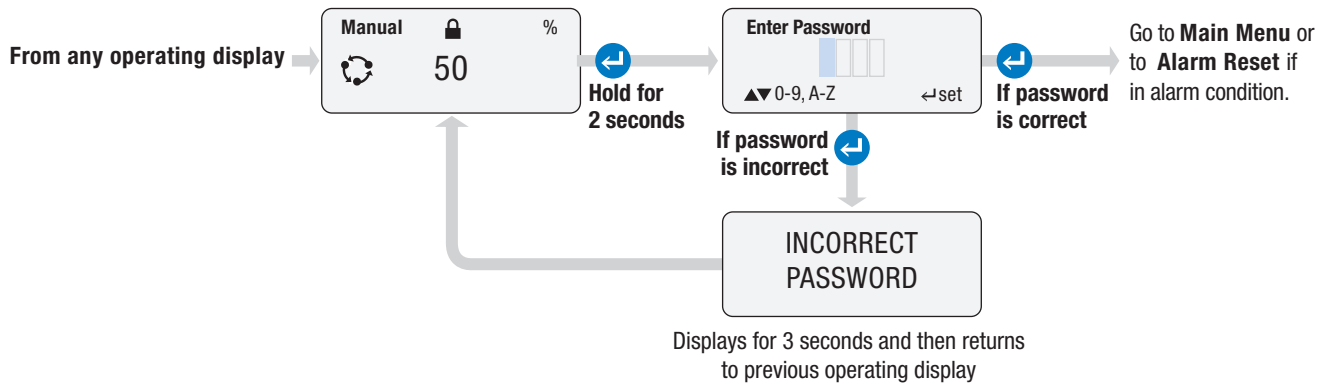 From any operating display
Manual %
50
Hold for
2 seconds
Enter Password
▲▼ 0-9, A-Z ↵ set
If password
is correct
Go to Main Menu or
to Alarm Reset if
in alarm condition.
If password
is incorrect
INCORRECT
PASSWORD
Displays for 3 seconds and then returns
to previous operating display